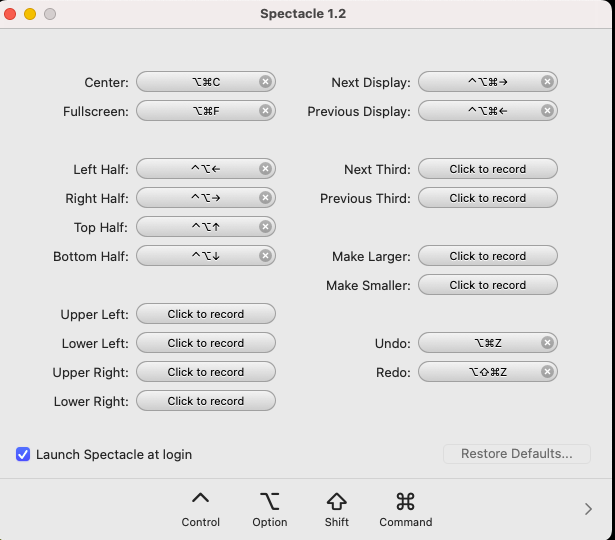 Spectacle 1.2
Center: ⌥⌘C
Fullscreen: ⌥⌘F
Left Half: ⌃⌥←
Right Half: ⌃⌥→
Top Half: ⌃⌥↑
Bottom Half: ⌃⌥↓
Upper Left: Click to record
Lower Left: Click to record
Upper Right: Click to record
Lower Right: Click to record
Next Display: ⌃⌥⌘→
Previous Display: ⌃⌥⌘←
Next Third: Click to record
Previous Third: Click to record
Make Larger: Click to record
Make Smaller: Click to record
Undo: ⌥⌘Z
Redo: ⌥⇧⌘Z
Launch Spectacle at login
Restore Defaults...
⌃ ⌥ ⇧ ⌘
Control Option Shift Command